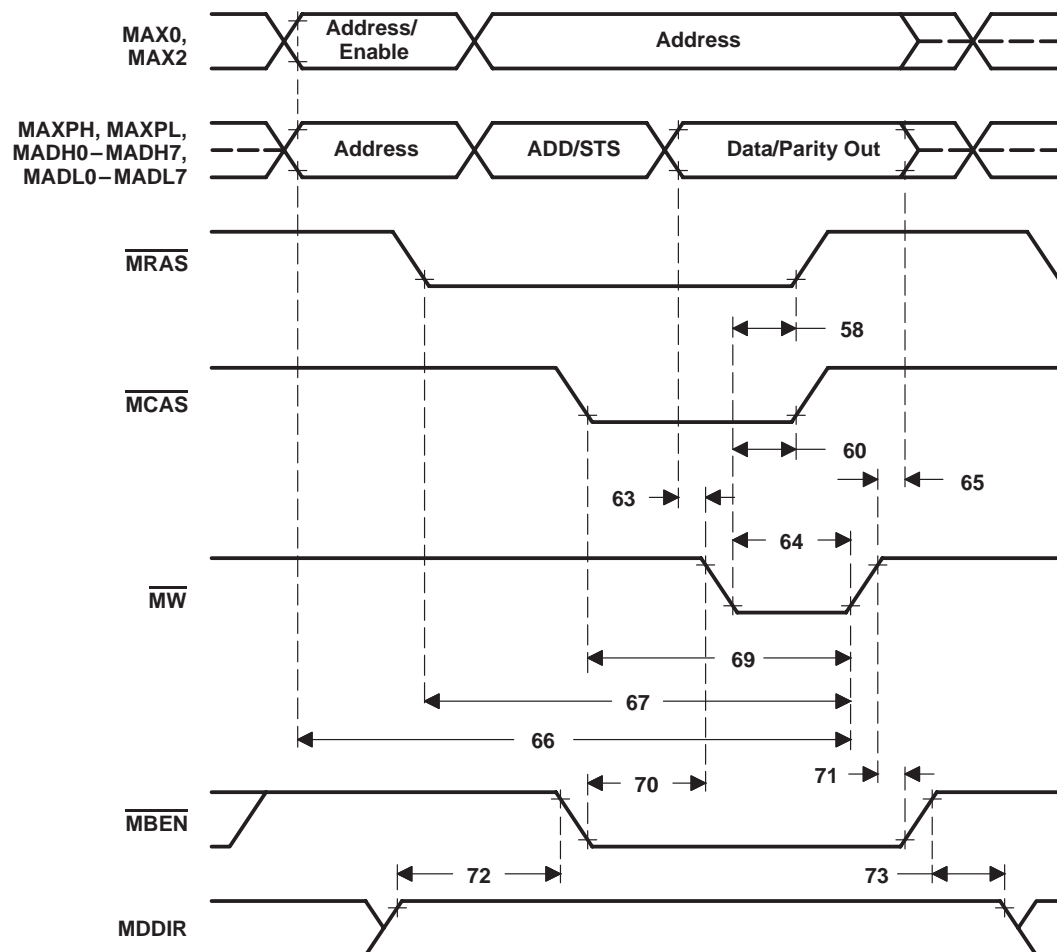 MAX0,
MAX2
Address/
Enable
Address
MAXPH, MAXPL,
MADH0–MADH7,
MADL0–MADL7
Address
ADD/STS
Data/Parity Out
MRAS
58
MCAS
60
63
65
64
MW
69
67
66
70
71
MBEN
72
73
MDDIR